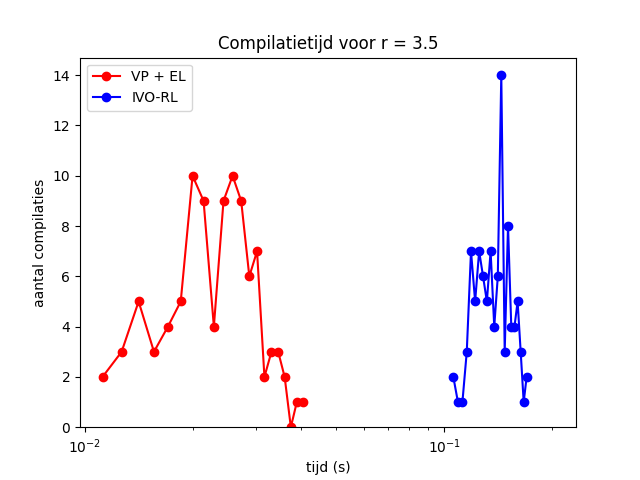 Compilatietijd voor r = 3.5
VP + EL
IVO-RL
aantal compilaties
14
12
10
8
6
4
2
0
10⁻²
10⁻¹
tijd (s)